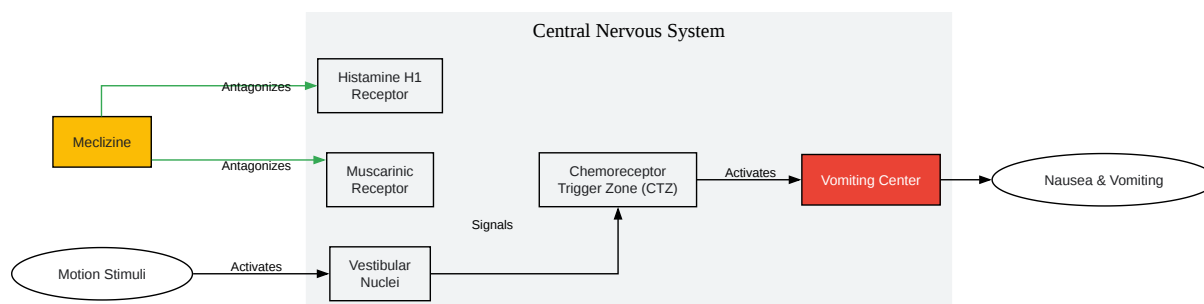 Central Nervous System
Histamine H1
Receptor
Antagonizes
Meclizine
Antagonizes
Muscarinic
Receptor
Chemoreceptor
Trigger Zone (CTZ)
Activates
Vomiting Center
Nausea & Vomiting
Signals
Motion Stimuli
Activates
Vestibular
Nuclei